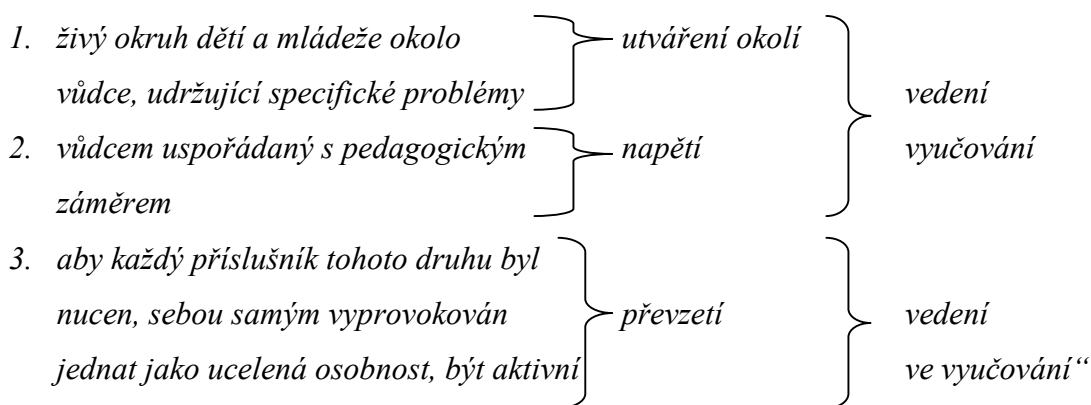 1. živý okruh dětí a mládeže okolo utváření okolí
vůdce, udržující specifické problémy vedení
2. vůdcem uspořádaný s pedagogickým napětí vyučování
záměrem
3. aby každý příslušník tohoto druhu byl
nucen, sebou samým vyprovokován převzetí vedení
jednat jako ucelená osobnost, být aktivní ve vyučování“